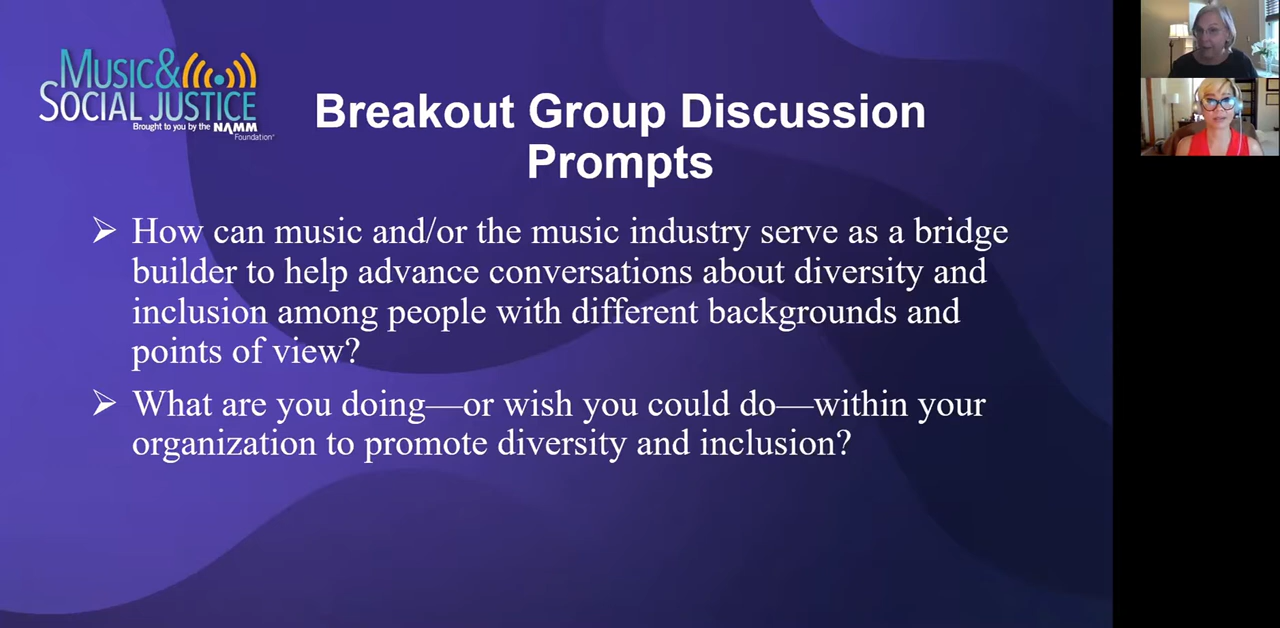 MUSIC&
SOCIAL JUSTICE
Brought to you by the NAMM
Foundation®
Breakout Group Discussion
Prompts
➢ How can music and/or the music industry serve as a bridge
builder to help advance conversations about diversity and
inclusion among people with different backgrounds and
points of view?
➢ What are you doing—or wish you could do—within your
organization to promote diversity and inclusion?